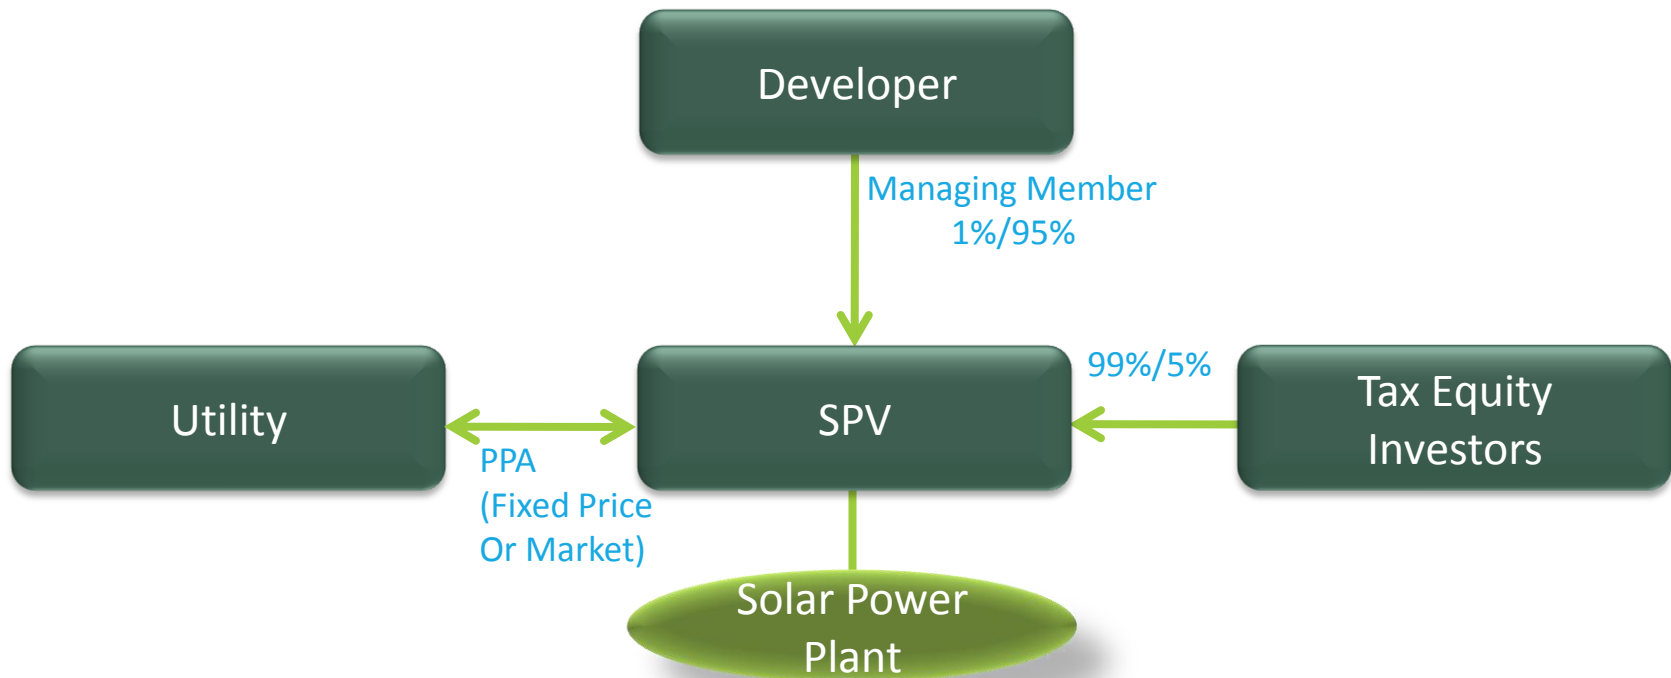 Developer
Managing Member
1%/95%
Utility
PPA
(Fixed Price
Or Market)
SPV
99%/5%
Tax Equity
Investors
Solar Power
Plant